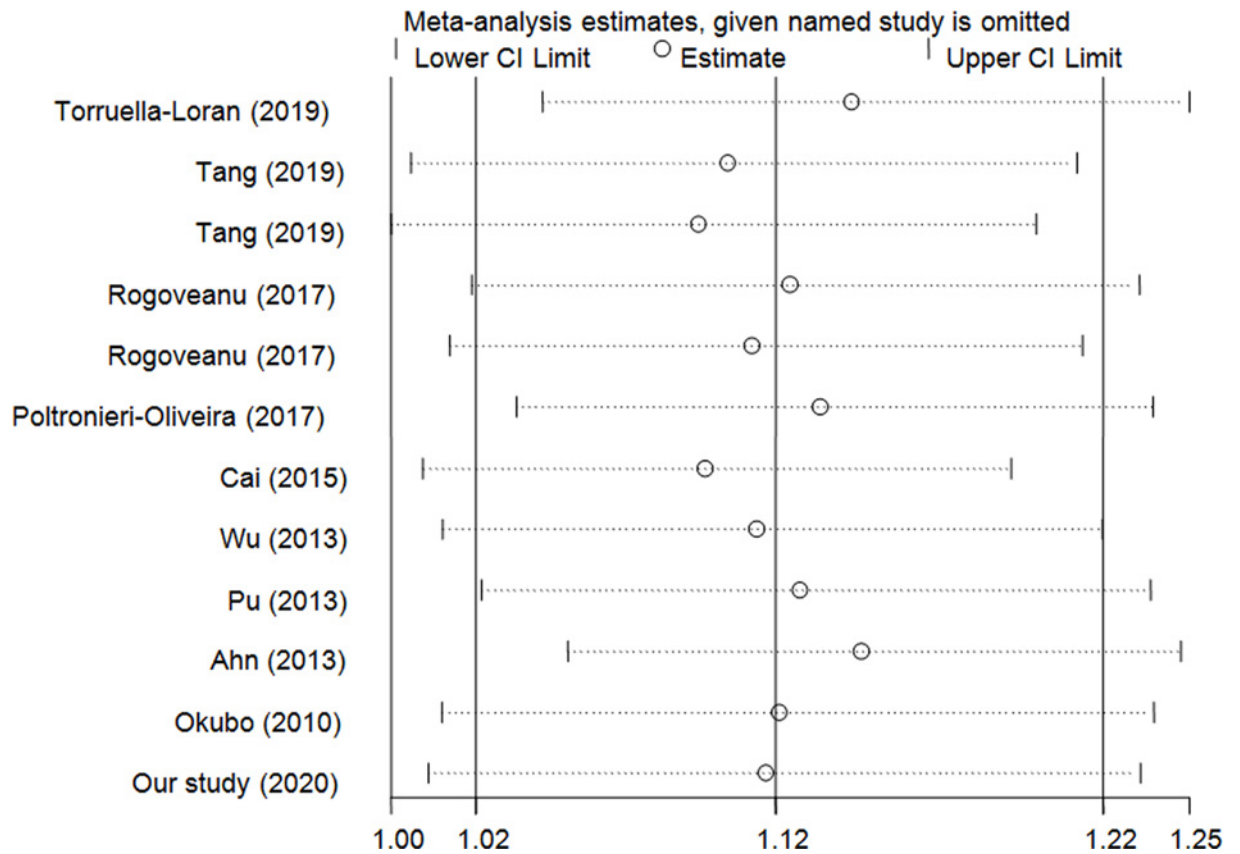 Meta-analysis estimates, given named study is omitted
Lower CI Limit Estimate Upper CI Limit
Torruella-Loran (2019)
Tang (2019)
Tang (2019)
Rogoveanu (2017)
Rogoveanu (2017)
Poltronieri-Oliveira (2017)
Cai (2015)
Wu (2013)
Pu (2013)
Ahn (2013)
Okubo (2010)
Our study (2020)
1.00 1.02 1.12 1.22 1.25